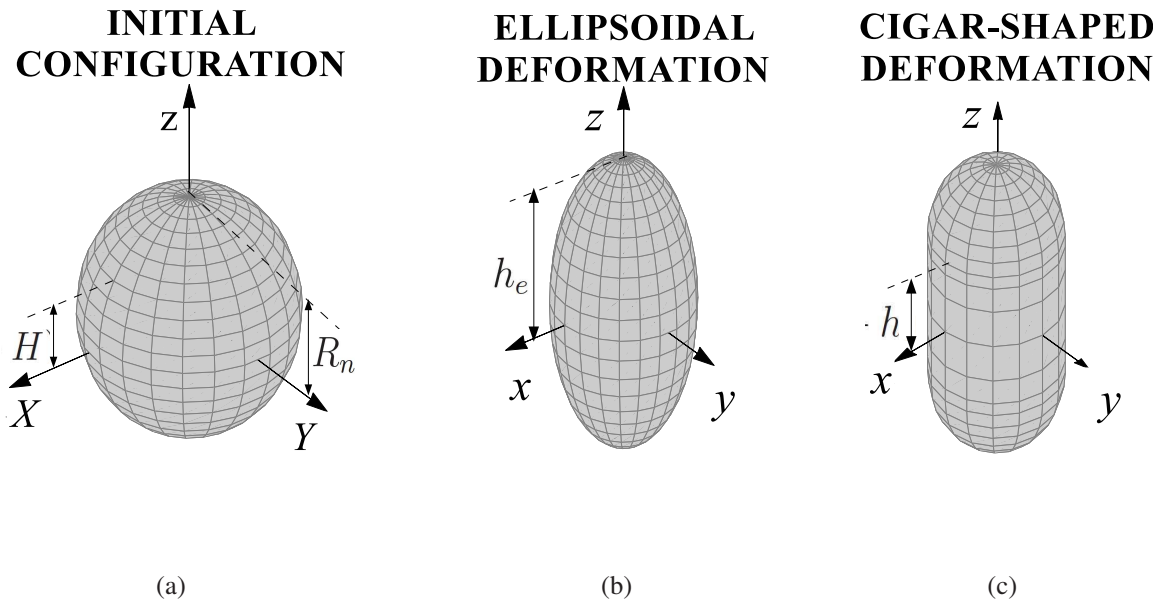 INITIAL
CONFIGURATION
z
H
R_n
X
Y
(a)
ELLIPSOIDAL
DEFORMATION
z
h_e
x
y
(b)
CIGAR-SHAPED
DEFORMATION
z
h
x
y
(c)